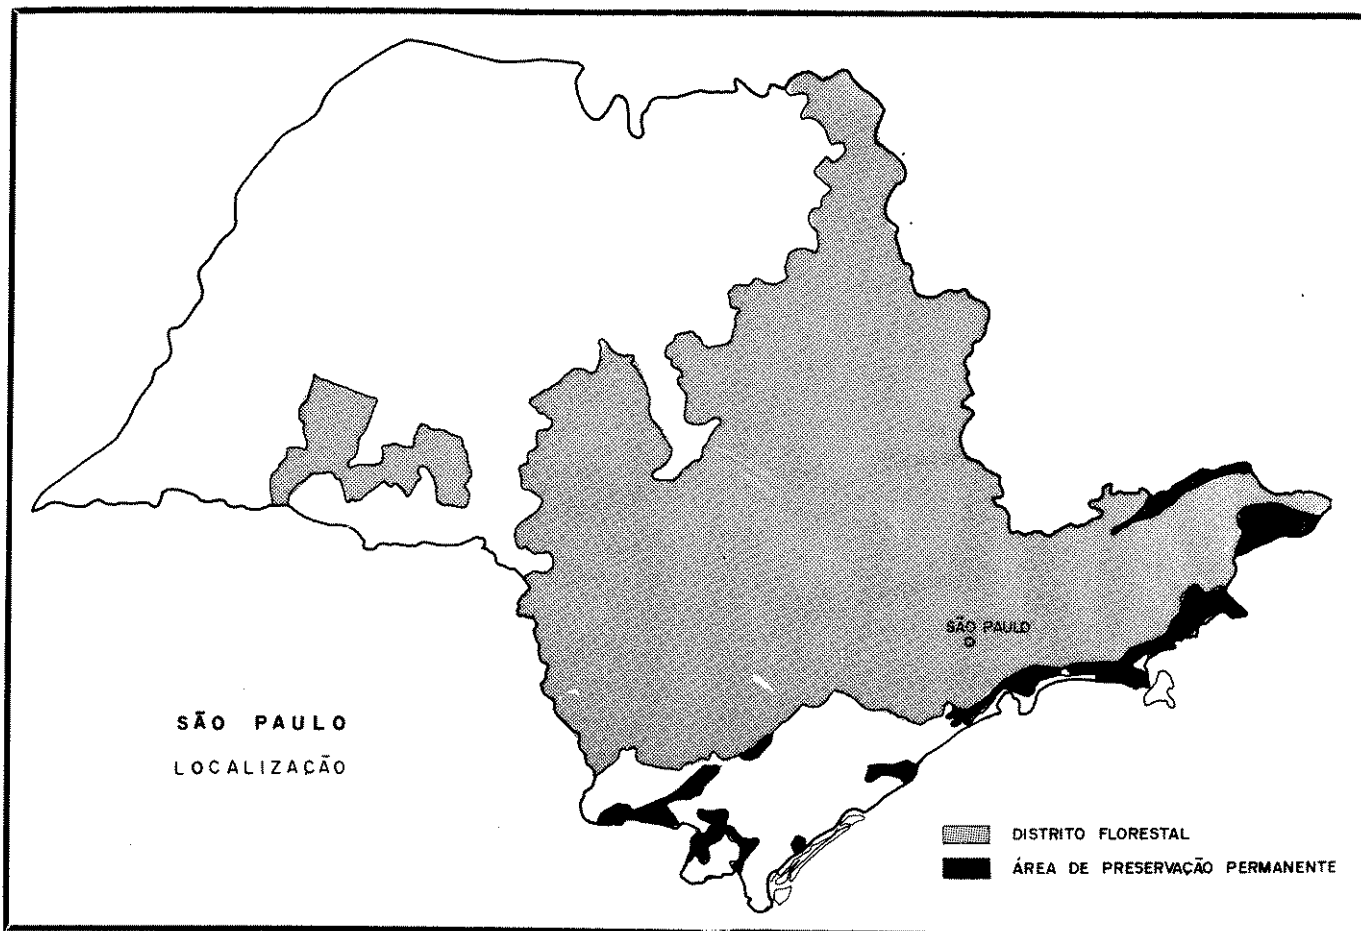 SÃO PAULO
SÃO PAULO
LOCALIZAÇÃO
DISTRITO FLORESTAL
ÁREA DE PRESERVAÇÃO PERMANENTE